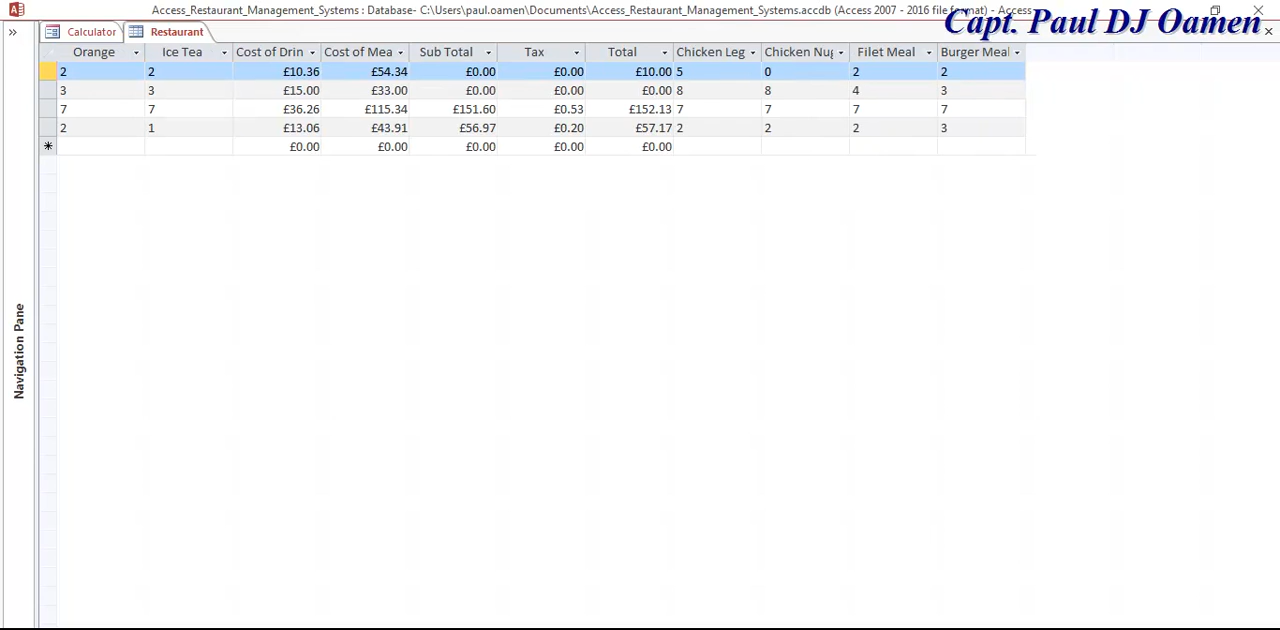 Access_Restaurant_Management_Systems : Database- C:\Users\paul.oamen\Documents\Access_Restaurant_Management_Systems.accdb (Access 2007 - 2016 file format) - Access
Capt. Paul DJ Oamen
Calculator Restaurant
Orange Ice Tea Cost of Drin Cost of Mea Sub Total Tax Total Chicken Leg Chicken Nug Filet Meal Burger Meal
2 2 £10.36 £54.34 £0.00 £0.00 £10.00 5 0 2 2
3 3 £15.00 £33.00 £0.00 £0.00 £0.00 8 8 4 3
7 7 £36.26 £115.34 £151.60 £0.53 £152.13 7 7 7 7
2 1 £13.06 £43.91 £56.97 £0.20 £57.17 2 2 2 3
£0.00 £0.00 £0.00 £0.00 £0.00
Navigation Pane